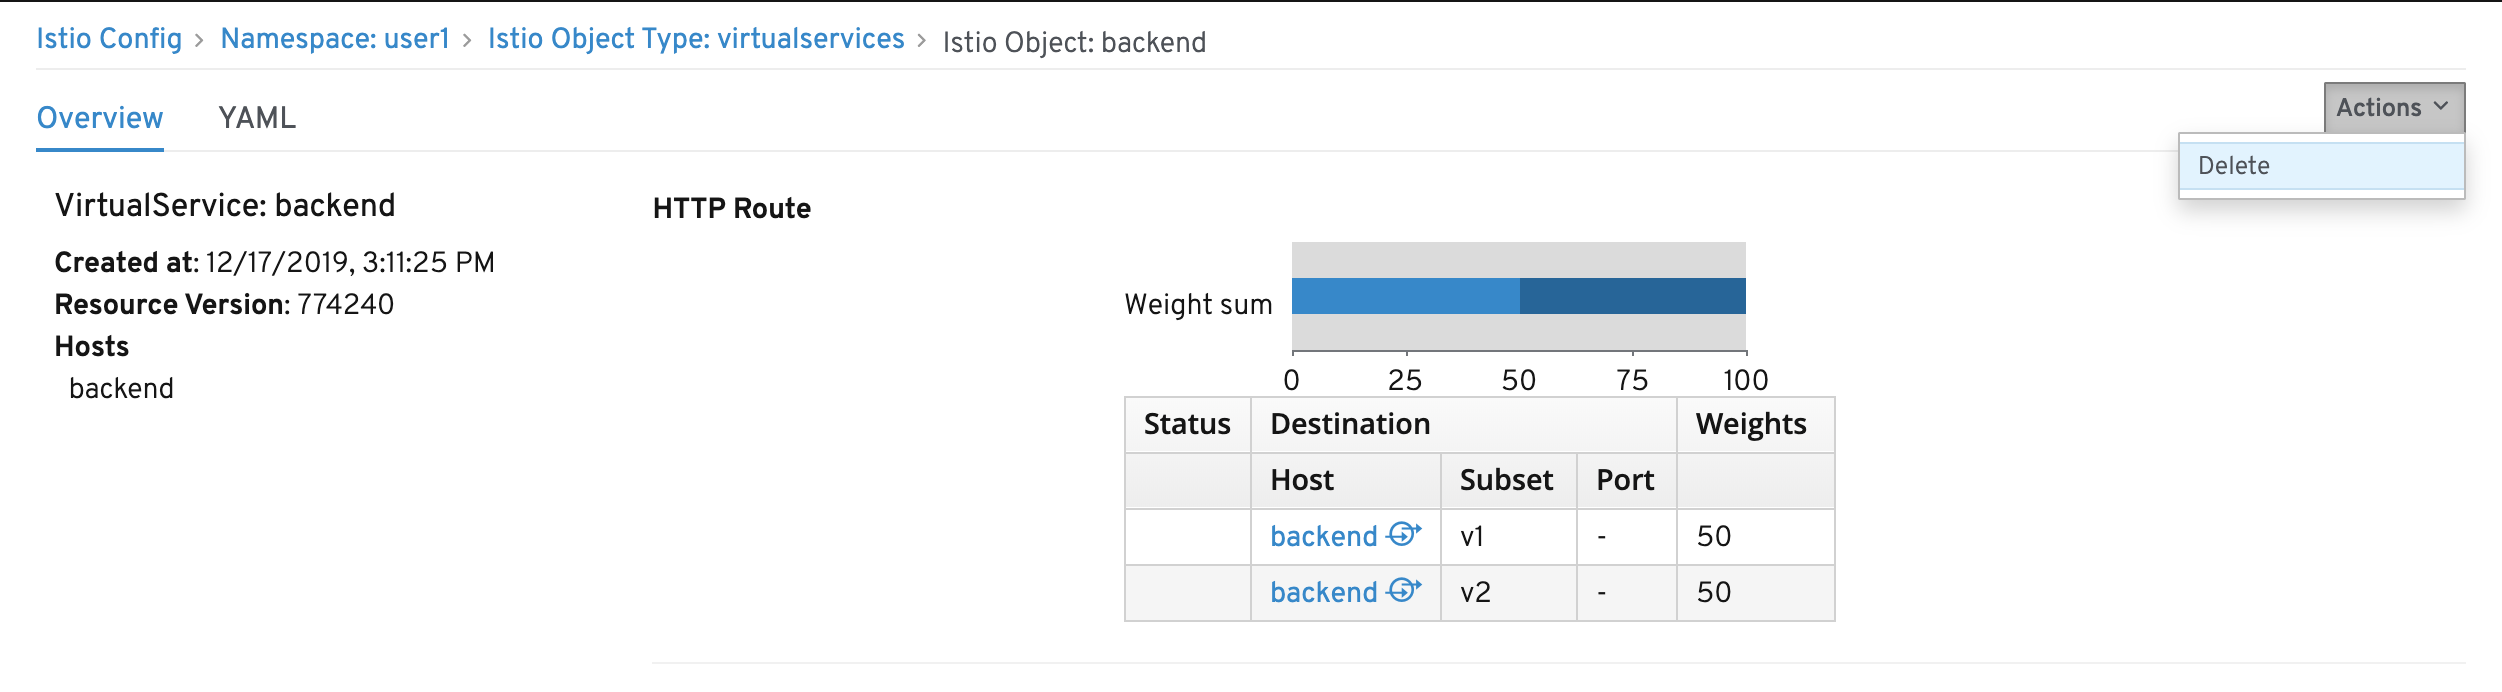 Istio Config › Namespace: user1 › Istio Object Type: virtualservices › Istio Object: backend
Overview YAML
Actions
Delete
VirtualService: backend
Created at: 12/17/2019, 3:11:25 PM
Resource Version: 774240
Hosts
backend
HTTP Route
Weight sum
0 25 50 75 100
Status Destination Weights
Host Subset Port
backend v1 - 50
backend v2 - 50